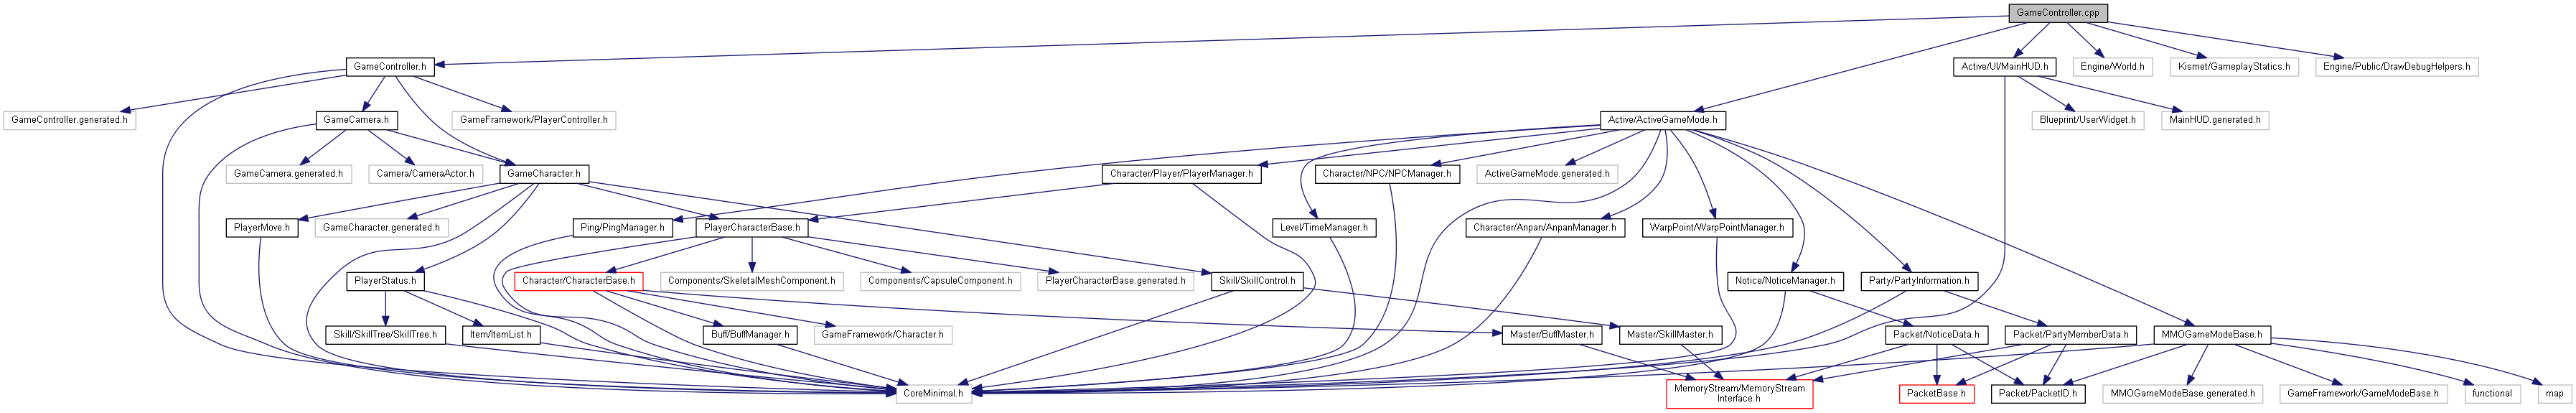 GameController.cpp
GameController.h
Active/UI/MainHUD.h
Engine/World.h
Kismet/GameplayStatics.h
Engine/Public/DrawDebugHelpers.h
GameController.generated.h
GameCamera.h
GameFramework/PlayerController.h
Active/ActiveGameMode.h
Blueprint/UserWidget.h
MainHUD.generated.h
GameCamera.generated.h
Camera/CameraActor.h
GameCharacter.h
Character/Player/PlayerManager.h
Character/NPC/NPCManager.h
ActiveGameMode.generated.h
PlayerMove.h
GameCharacter.generated.h
Ping/PingManager.h
PlayerCharacterBase.h
Level/TimeManager.h
Character/Anpan/AnpanManager.h
WarpPoint/WarpPointManager.h
PlayerStatus.h
Character/CharacterBase.h
Components/SkeletalMeshComponent.h
Components/CapsuleComponent.h
PlayerCharacterBase.generated.h
Skill/SkillControl.h
Notice/NoticeManager.h
Party/PartyInformation.h
Skill/SkillTree/SkillTree.h
Item/ItemList.h
Buff/BuffManager.h
GameFramework/Character.h
Master/BuffMaster.h
Master/SkillMaster.h
Packet/NoticeData.h
Packet/PartyMemberData.h
MMOGameModeBase.h
CoreMinimal.h
MemoryStream/MemoryStream
Interface.h
PacketBase.h
Packet/PacketID.h
MMOGameModeBase.generated.h
GameFramework/GameModeBase.h
functional
map